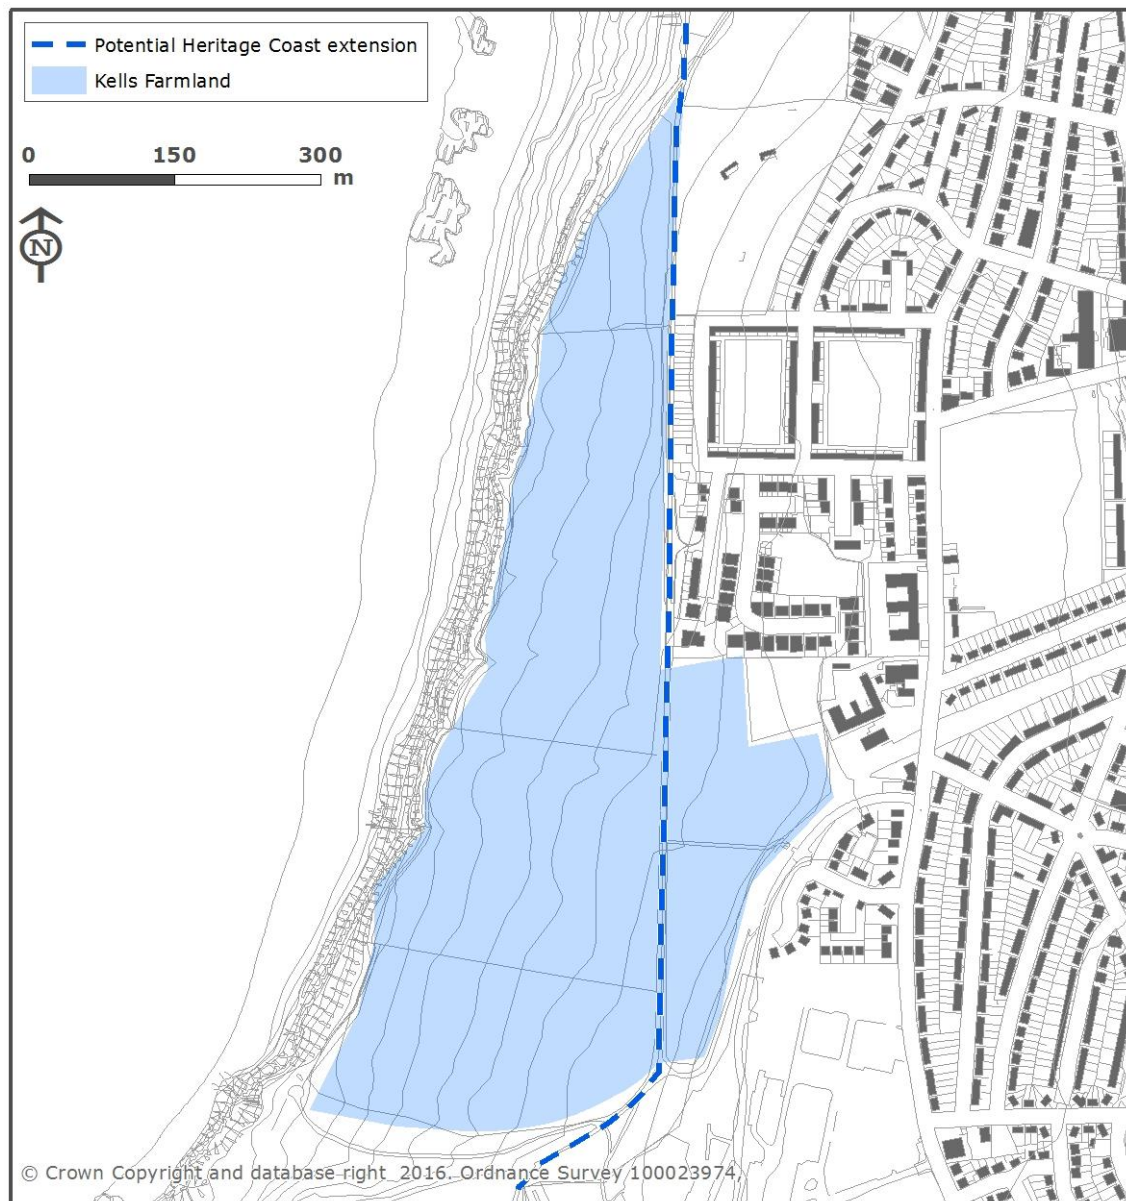 Potential Heritage Coast extension
Kells Farmland
0 150 300
m
N
© Crown Copyright and database right 2016. Ordnance Survey 100023974,